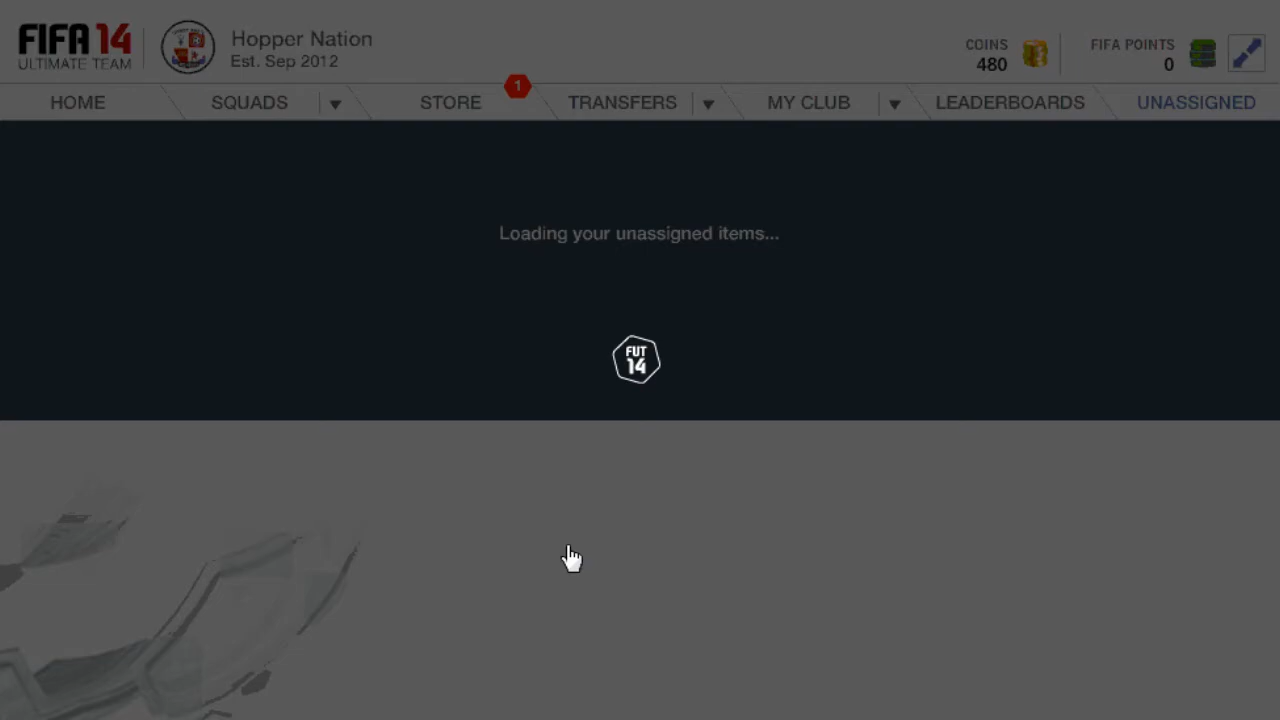 FIFA 14
ULTIMATE TEAM
Hopper Nation
Est. Sep 2012
COINS
480
FIFA POINTS
0
1
HOME
SQUADS
STORE
TRANSFERS
MY CLUB
LEADERBOARDS
UNASSIGNED
Loading your unassigned items...
FUT
14